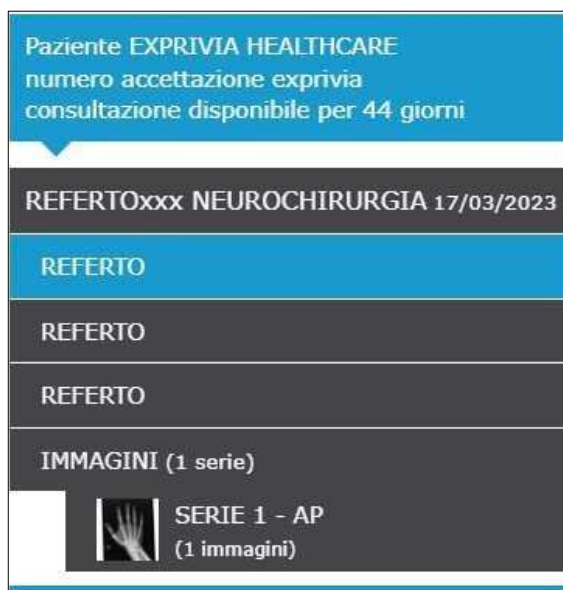 Paziente EXPRIVIA HEALTHCARE
numero accettazione exprivia
consultazione disponibile per 44 giorni
REFERTOxxx NEUROCHIRURGIA 17/03/2023
REFERTO
REFERTO
REFERTO
IMMAGINI (1 serie)
SERIE 1 - AP
(1 immagini)